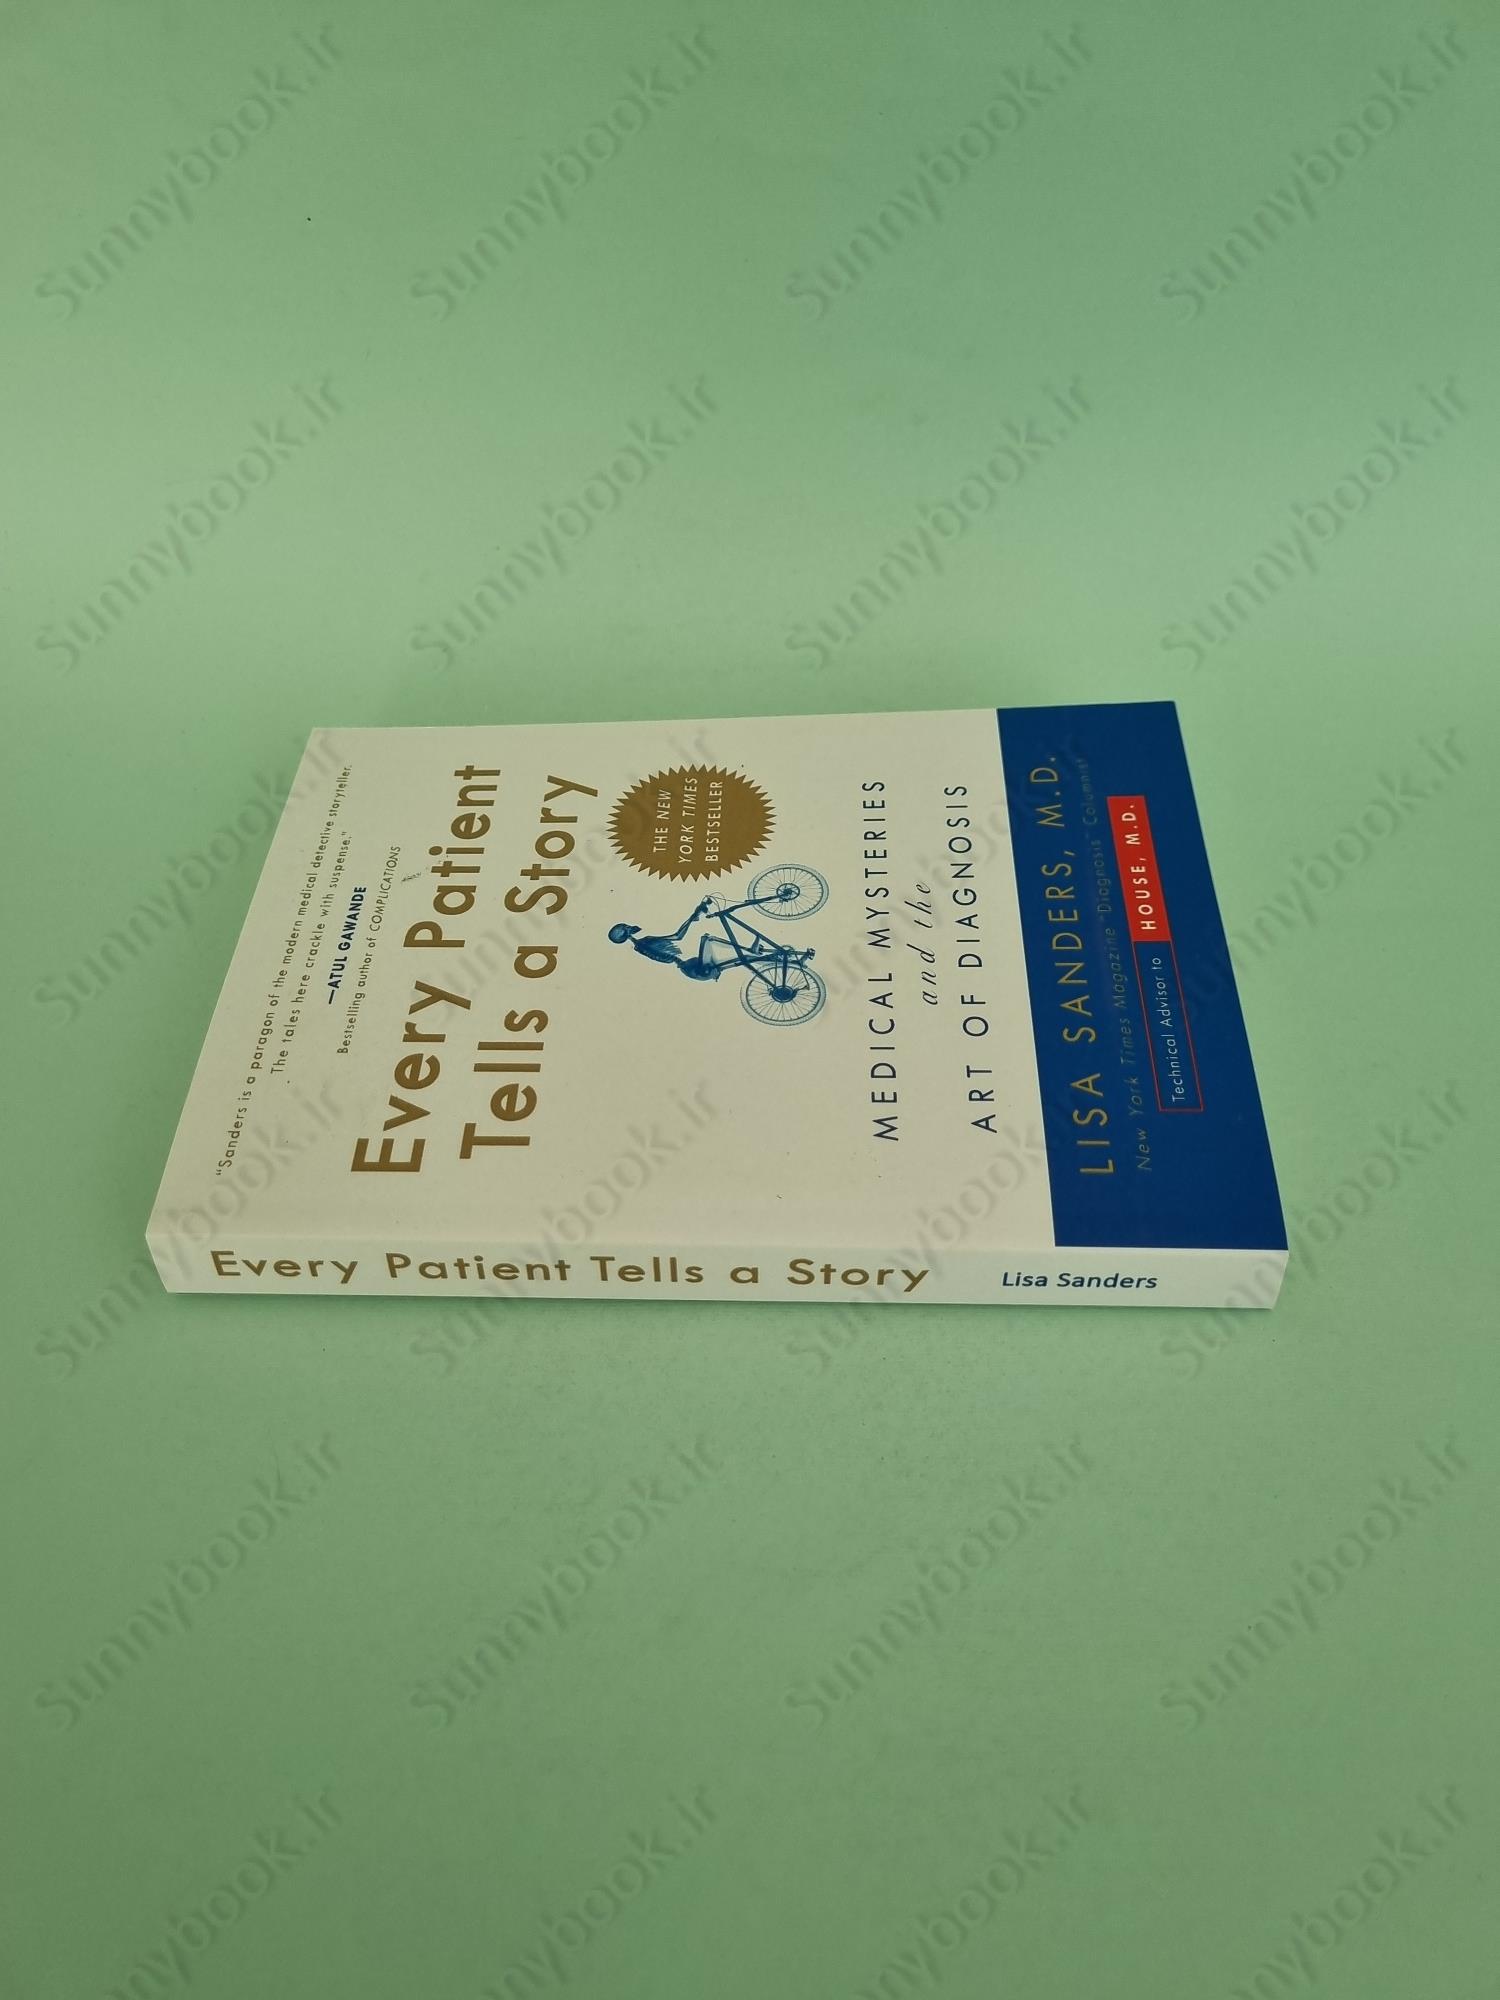 "Sanders is a paragon of the modern medical detective storyteller.
The tales here crackle with suspense."
—ATUL GAWANDE
Bestselling author of COMPLICATIONS
Every Patient
Tells a Story
THE NEW
YORK TIMES
BESTSELLER
MEDICAL MYSTERIES
and the
ART OF DIAGNOSIS
LISA SANDERS, M.D.
New York Times Magazine "Diagnosis" Columnist
Technical Advisor to HOUSE, M.D.
Every Patient Tells a Story Lisa Sanders
Sunnybook.ir